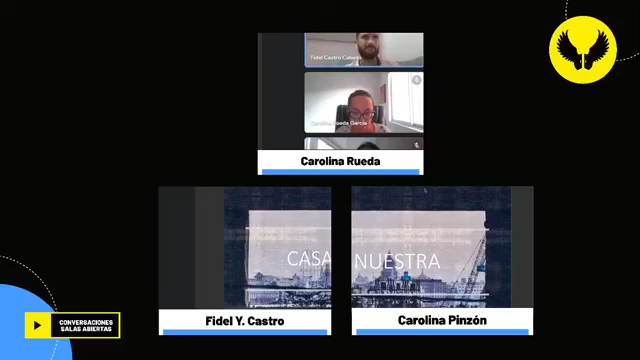 Fidel Castro Cabeza
Carolina Rueda García
Carolina Rueda
CASA NUESTRA
Fidel Y. Castro
Carolina Pinzón
CONVERSACIONES
SALAS ABIERTAS